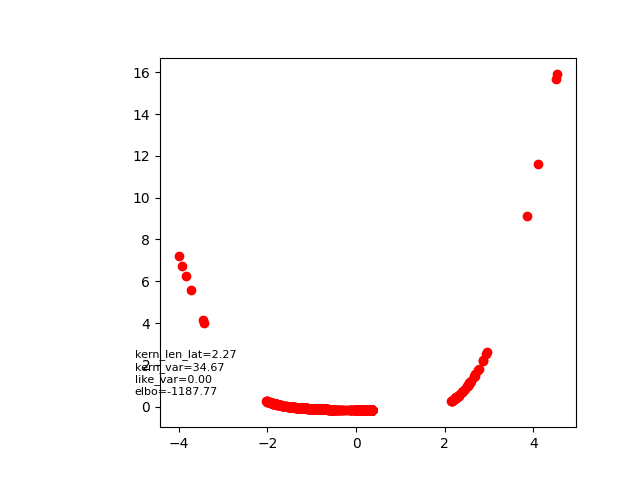 16
14
12
10
8
6
4
kern_len_lat=2.27
2
kern_var=34.67
like_var=0.00
elbo=-1187.77
0
−4 −2 0 2 4